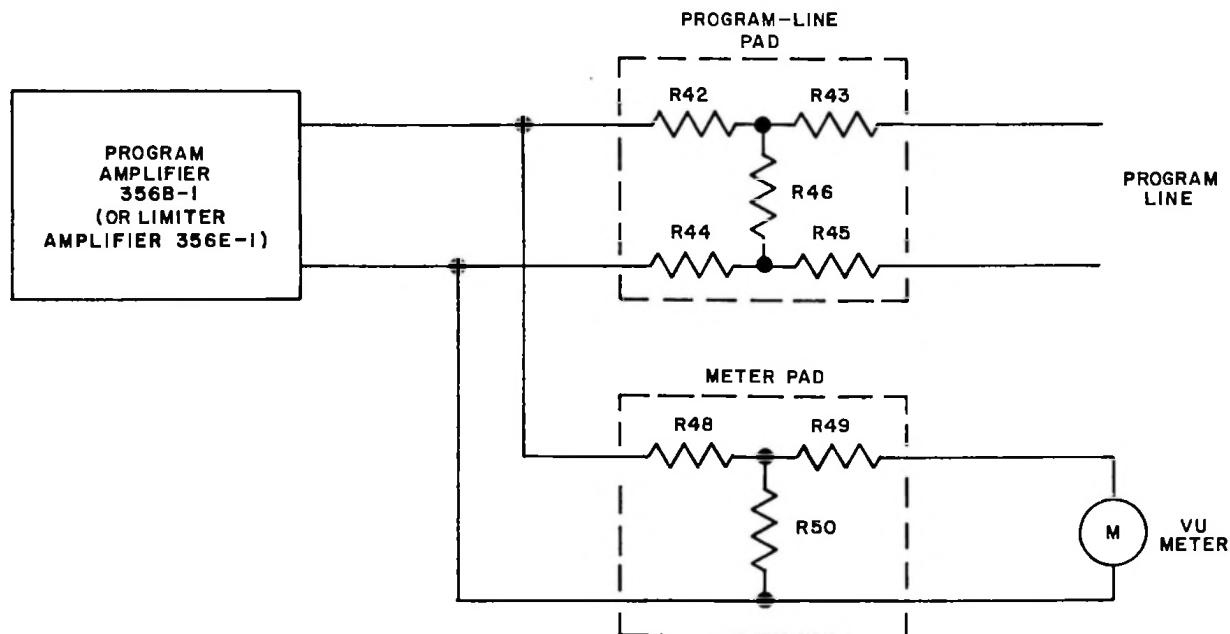 PROGRAM-LINE
PAD
R42
R43
PROGRAM
AMPLIFIER
356B-1
(OR LIMITER
AMPLIFIER 356E-1)
R46
PROGRAM
LINE
R44
R45
METER PAD
R48
R49
R50
M
VU
METER